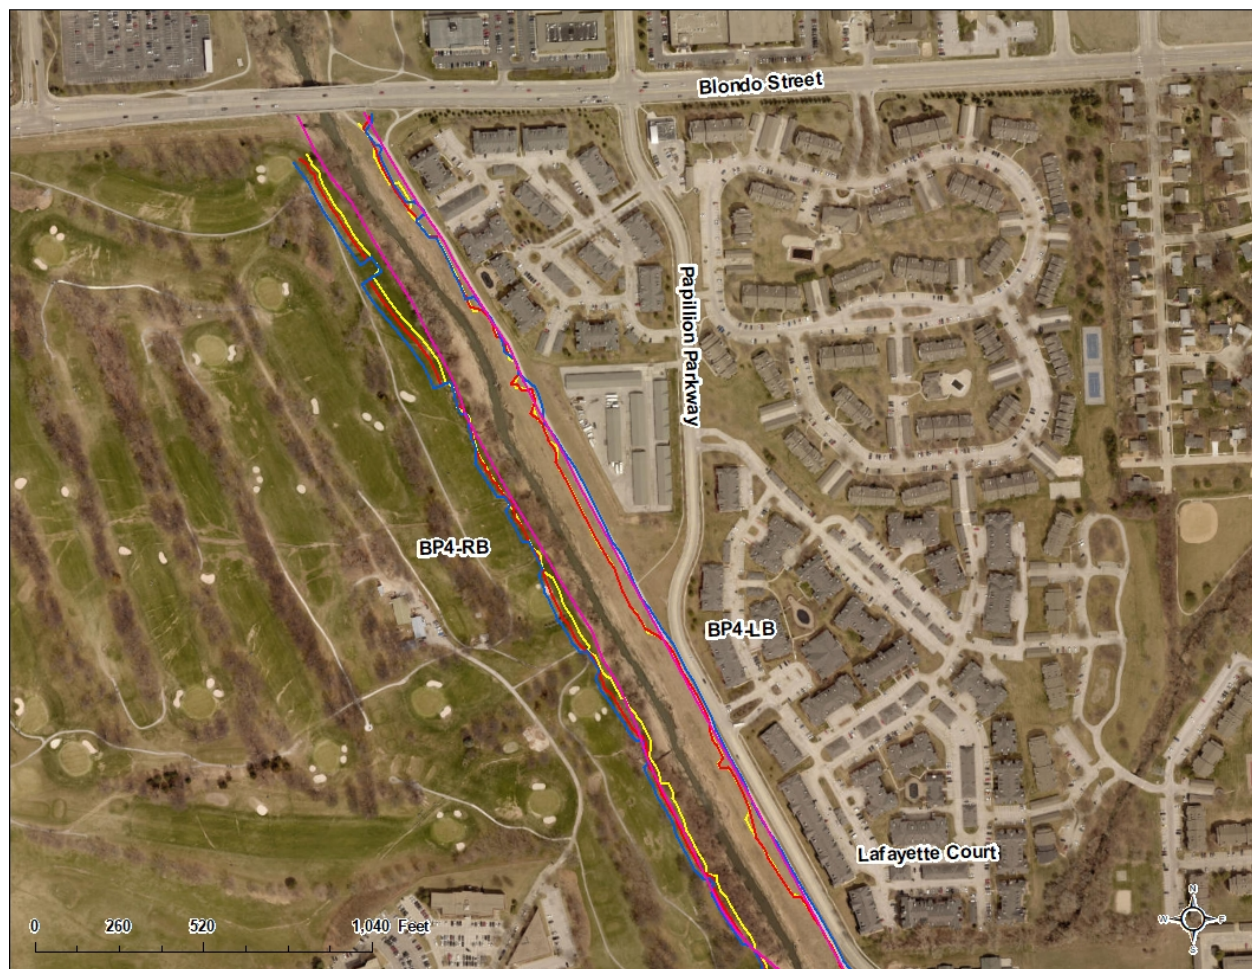 Blondo Street
Papillion Parkway
BP4-RB
BP4-LB
Lafayette Court
0 260 520 1,040 Feet
N
W E
S